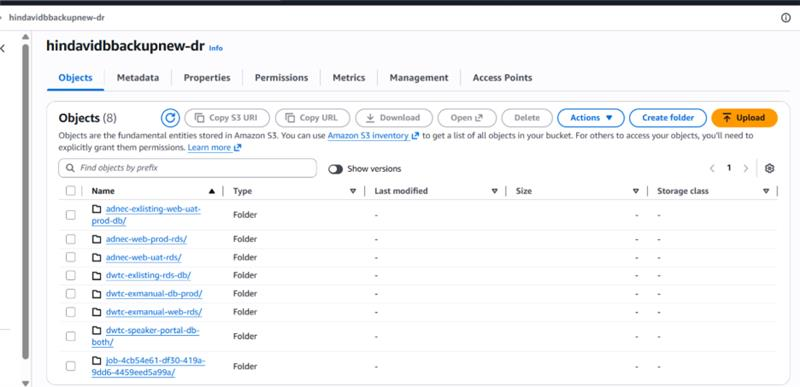 hindavidbbackupnew-dr
hindavidbbackupnew-dr Info
Objects Metadata Properties Permissions Metrics Management Access Points
Objects (8) Copy S3 URI Copy URL Download Open Delete Actions Create folder Upload
Objects are the fundamental entities stored in Amazon S3. You can use Amazon S3 inventory to get a list of all objects in your bucket. For others to access your objects, you'll need to
explicitly grant them permissions. Learn more
Find objects by prefix Show versions 1
Name Type Last modified Size Storage class
adnec-exlisting-web-uat-
prod-db/ Folder - - -
adnec-web-prod-rds/ Folder - - -
adnec-web-uat-rds/ Folder - - -
dwtc-exlisting-rds-db/ Folder - - -
dwtc-exmanual-db-prod/ Folder - - -
dwtc-exmanual-web-rds/ Folder - - -
dwtc-speaker-portal-db-
both/ Folder - - -
job-4cb54e61-df30-419a-
9dd6-4459eed5a99a/ Folder - - -